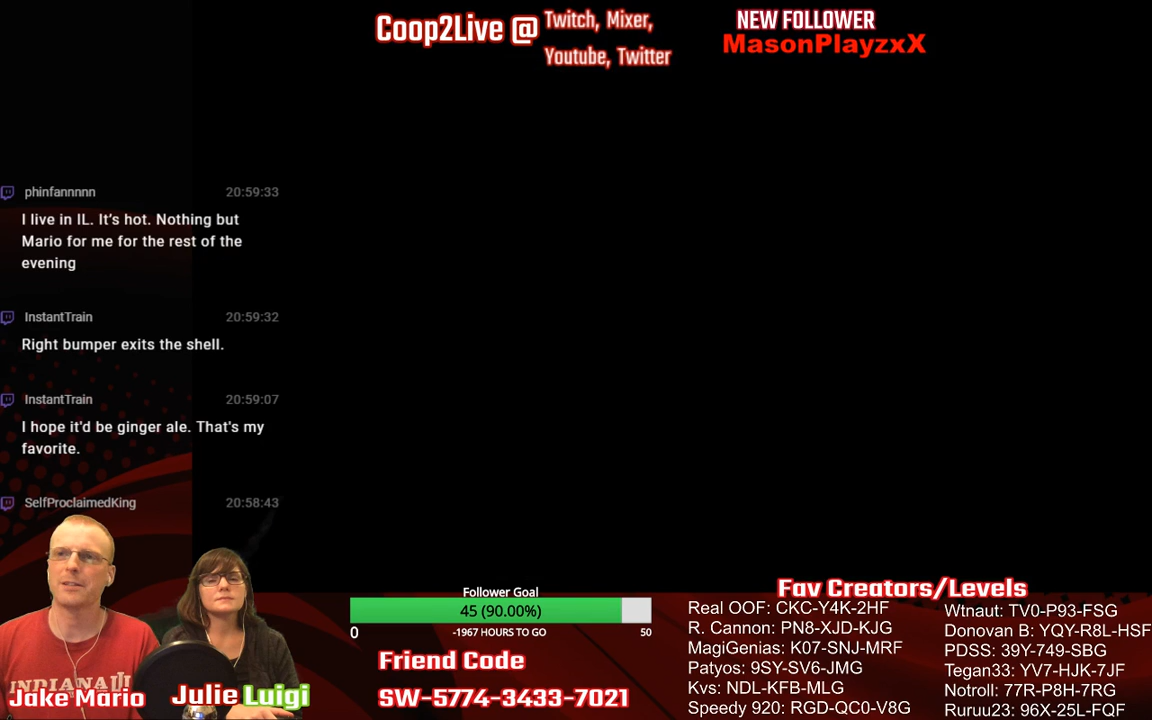 Coop2Live @
Twitch, Mixer,
Youtube, Twitter
NEW FOLLOWER
MasonPlayzxX
phinfannnnn 20:59:33
I live in IL. It's hot. Nothing but
Mario for me for the rest of the
evening
InstantTrain 20:59:32
Right bumper exits the shell.
InstantTrain 20:59:07
I hope it'd be ginger ale. That's my
favorite.
SelfProclaimedKing 20:58:43
INDIANA
Jake Mario
Julie Luigi
Follower Goal
45 (90.00%)
0 -1967 HOURS TO GO 50
Friend Code
SW-5774-3433-7021
Fav Creators/Levels
Real OOF: CKC-Y4K-2HF
R. Cannon: PN8-XJD-KJG
MagiGenias: K07-SNJ-MRF
Patyos: 9SY-SV6-JMG
Kvs: NDL-KFB-MLG
Speedy 920: RGD-QC0-V8G
Wtnaut: TV0-P93-FSG
Donovan B: YQY-R8L-HSF
PDSS: 39Y-749-SBG
Tegan33: YV7-HJK-7JF
Notroll: 77R-P8H-7RG
Ruruu23: 96X-25L-FQF